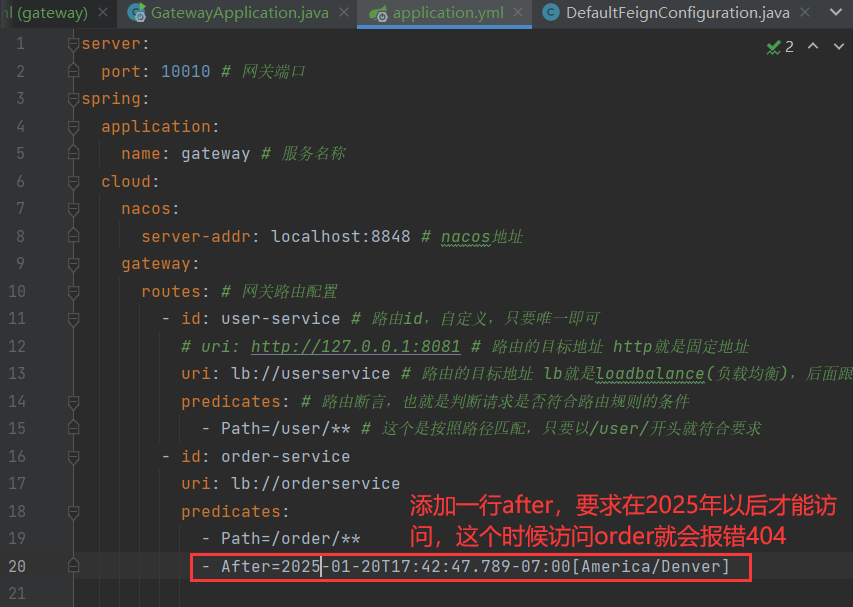 nl (gateway) GatewayApplication.java application.yml DefaultFeignConfiguration.java
2
1 server:
2 port: 10010 # 网关端口
3 spring:
4 application:
5 name: gateway # 服务名称
6 cloud:
7 nacos:
8 server-addr: localhost:8848 # nacos地址
9 gateway:
10 routes: # 网关路由配置
11 - id: user-service # 路由id，自定义，只要唯一即可
12 # uri: http://127.0.0.1:8081 # 路由的目标地址 http就是固定地址
13 uri: lb://userservice # 路由的目标地址 lb就是loadbalance(负载均衡)，后面跟
14 predicates: # 路由断言，也就是判断请求是否符合路由规则的条件
15 - Path=/user/** # 这个是按照路径匹配，只要以/user/开头就符合要求
16 - id: order-service
17 uri: lb://orderservice
18 predicates:
19 - Path=/order/**
20 - After=2025-01-20T17:42:47.789-07:00[America/Denver]
21
添加一行after，要求在2025年以后才能访
问，这个时候访问order就会报错404